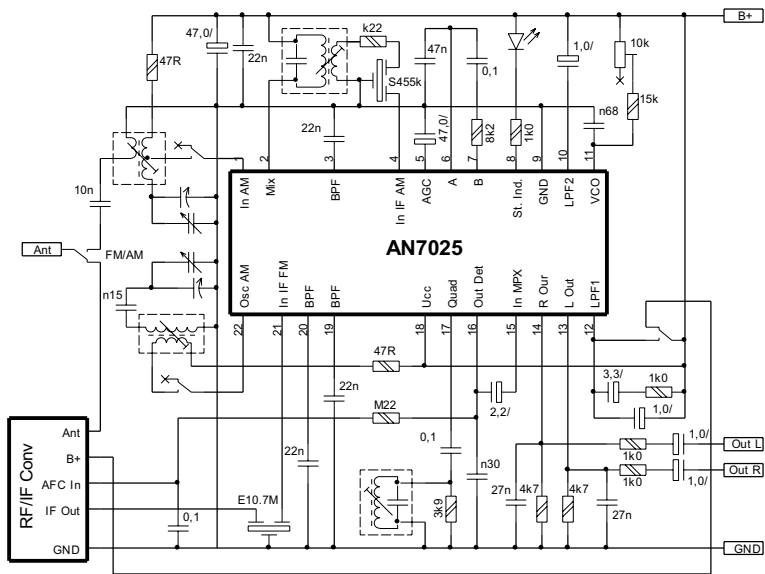 B+
47,0/
22n
47R
k22
S455k
47n
0,1
1,0/
10k
15k
22n
47,0/
8k2
1k0
n68
10n
1
2
3
4
5
6
7
8
9
10
11
In AM
Mix
BPF
In IF AM
AGC
A
B
St. Ind.
GND
LPF2
VCO
AN7025
Ant
FM/AM
Osc AM
In IF FM
BPF
BPF
Ucc
Quad
Out Det
In MPX
R Our
L Out
LPF1
22
21
20
19
18
17
16
15
14
13
12
n15
47R
3,3/
1k0
22n
M22
2,2/
1,0/
RF/IF Conv
Ant
B+
AFC In
IF Out
GND
0,1
1,0/
Out L
1k0
22n
n30
Out R
1k0
1,0/
E10.7M
27n
4k7
4k7
27n
3k9
0,1
GND